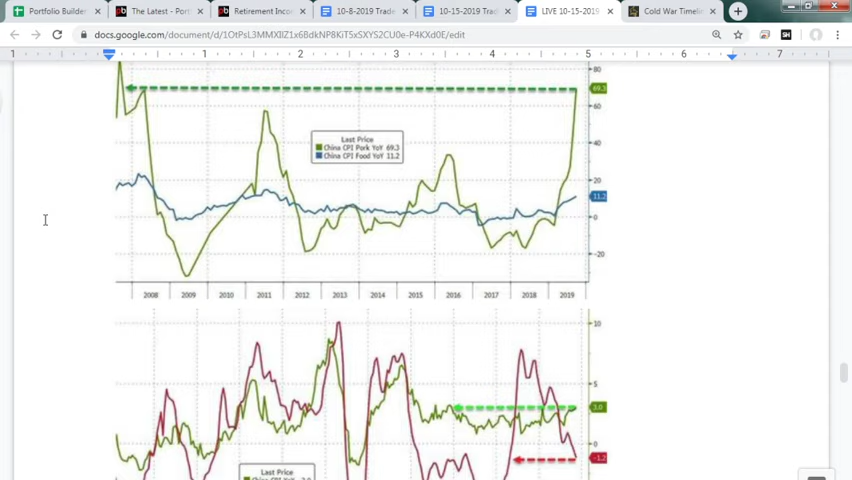 Portfolio Builder
The Latest - Port
Retirement Incom
10-8-2019 Tradi
10-15-2019 Trad
LIVE 10-15-2019
Cold War Timelin
docs.google.com/document/d/1OtPsL3MMXIIZ1x6BdkNP8KiT5xSXYS2CU0e-P4KXd0E/edit
1 1 2 3 4 5 6 7
80
69.3
60
40
20
11.2
0
-20
Last Price
China CPI Pork YoY 69.3
China CPI Food YoY 11.2
2008 2009 2010 2011 2012 2013 2014 2015 2016 2017 2018 2019
10
5
3.0
0
-1.2
Last Price